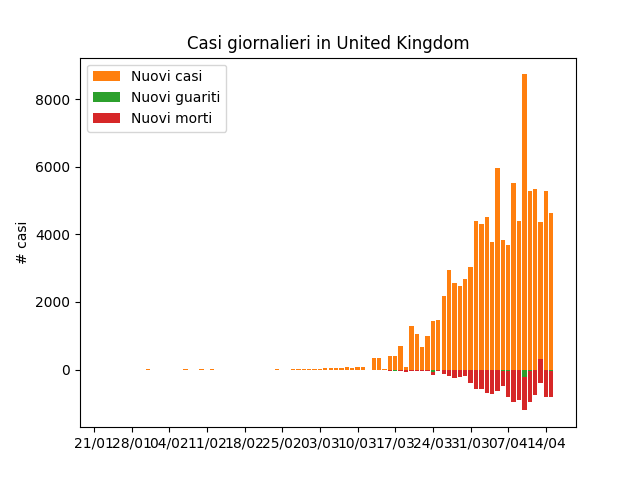 Casi giornalieri in United Kingdom
Nuovi casi
Nuovi guariti
Nuovi morti
# casi
8000
6000
4000
2000
0
21/01 28/01 04/02 11/02 18/02 25/02 03/03 10/03 17/03 24/03 31/03 07/04 14/04